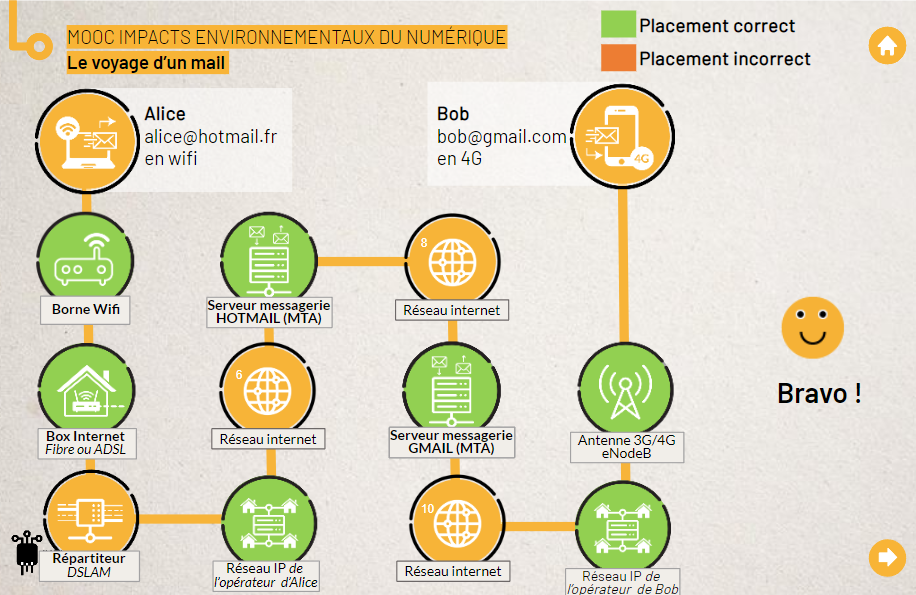 MOOC IMPACTS ENVIRONNEMENTAUX DU NUMÉRIQUE
Le voyage d'un mail
Placement correct
Placement incorrect
Alice
alice@hotmail.fr
en wifi
Bob
bob@gmail.com
en 4G
4G
Borne Wifi
Serveur messagerie
HOTMAIL (MTA)
8
Réseau internet
Box Internet
Fibre ou ADSL
6
Réseau internet
Serveur messagerie
GMAIL (MTA)
Antenne 3G/4G
eNodeB
Bravo !
Répartiteur
DSLAM
Réseau IP de
l'opérateur d'Alice
10
Réseau internet
Réseau IP de
l'opérateur de Bob